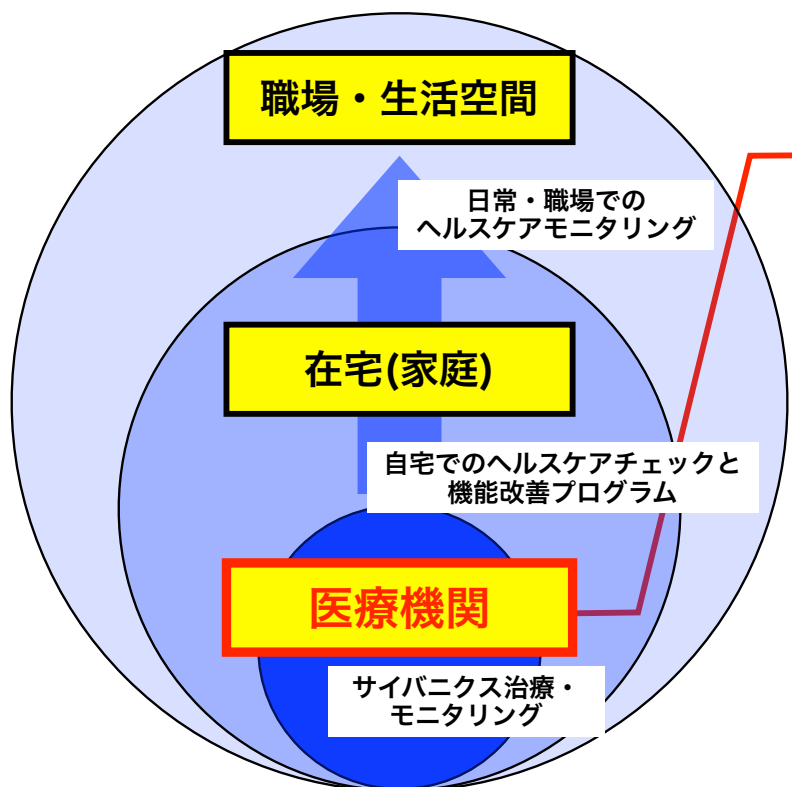 職場・生活空間
日常・職場での
ヘルスケアモニタリング
在宅(家庭)
自宅でのヘルスケアチェックと
機能改善プログラム
医療機関
サイバニクス治療・
モニタリング